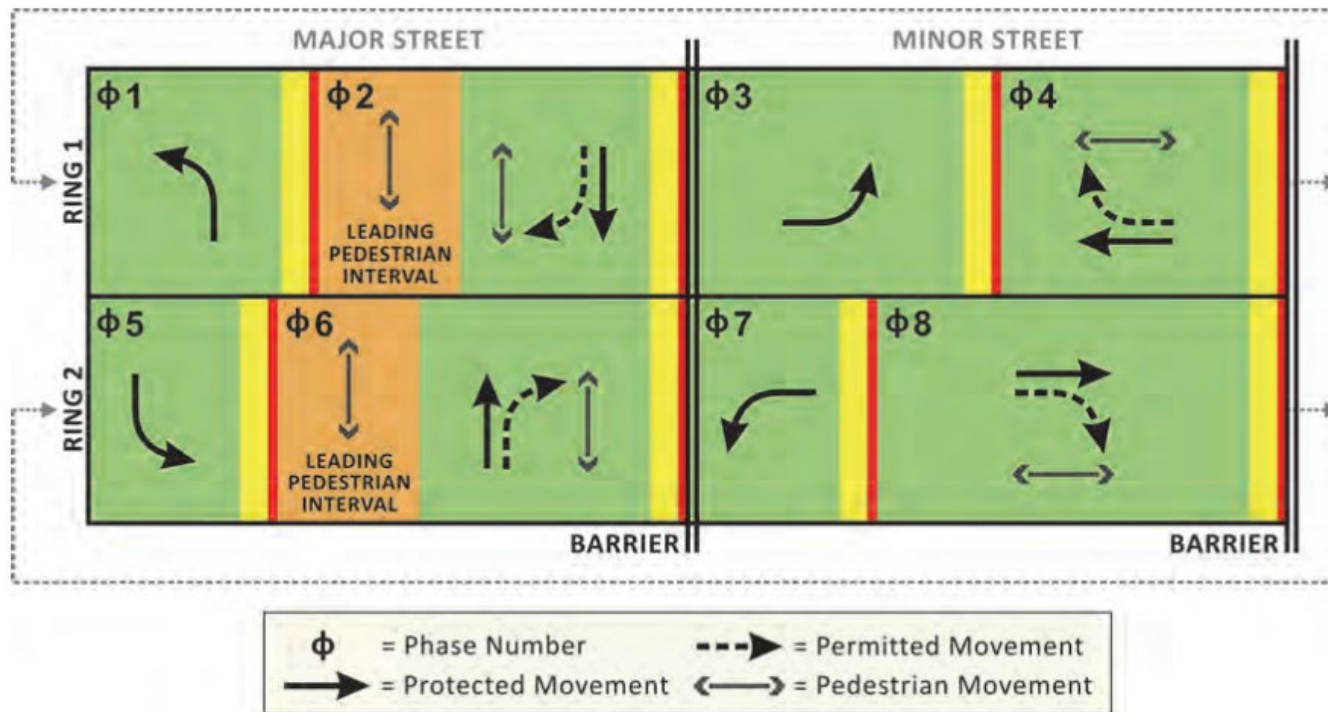 MAJOR STREET
MINOR STREET
RING 1
ϕ1
ϕ2
LEADING
PEDESTRIAN
INTERVAL
ϕ3
ϕ4
RING 2
ϕ5
ϕ6
LEADING
PEDESTRIAN
INTERVAL
ϕ7
ϕ8
BARRIER
BARRIER
ϕ = Phase Number
= Permitted Movement
= Protected Movement
= Pedestrian Movement